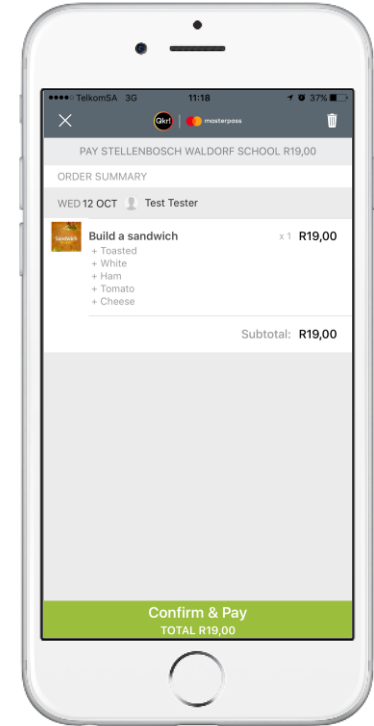 TelkomSA 3G 11:18 37%
Qkr! masterpass
PAY STELLENBOSCH WALDORF SCHOOL R19,00
ORDER SUMMARY
WED 12 OCT Test Tester
Sandwich
Build a sandwich x 1 R19,00
+ Toasted
+ White
+ Ham
+ Tomato
+ Cheese
Subtotal: R19,00
Confirm & Pay
TOTAL R19,00